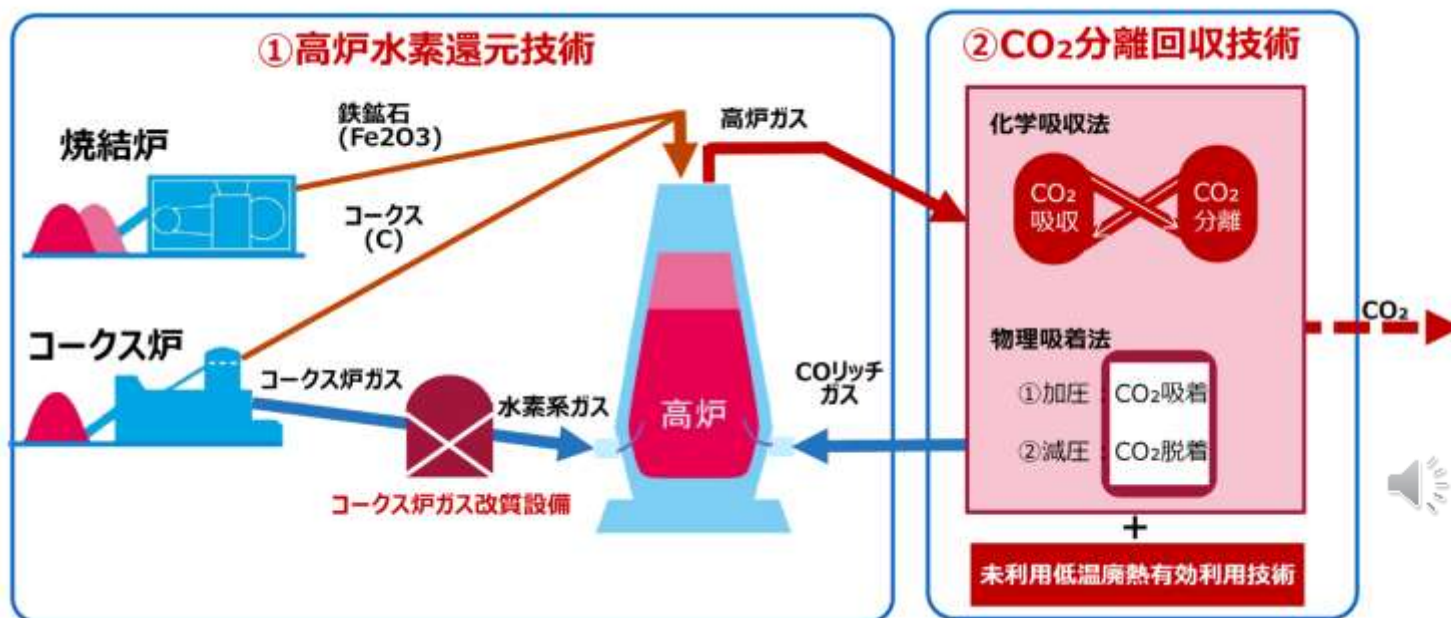 ①高炉水素還元技術
焼結炉
鉄鉱石
(Fe2O3)
コークス
(C)
コークス炉
コークス炉ガス
水素系ガス
コークス炉ガス改質設備
高炉
高炉ガス
COリッチ
ガス
②CO₂分離回収技術
化学吸収法
CO₂
吸収
CO₂
分離
物理吸着法
①加圧：CO₂吸着
②減圧：CO₂脱着
CO₂
+
未利用低温廃熱有効利用技術